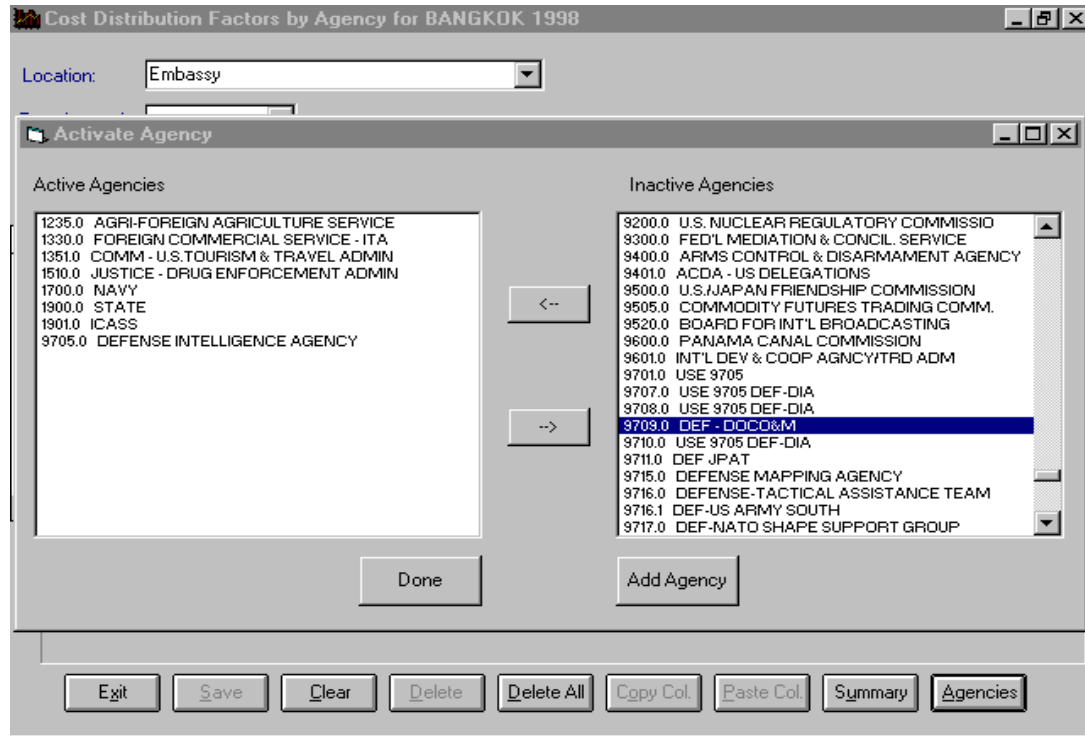 Cost Distribution Factors by Agency for BANGKOK 1998
Location: Embassy
Activate Agency
Active Agencies
1235.0 AGRI-FOREIGN AGRICULTURE SERVICE
1330.0 FOREIGN COMMERCIAL SERVICE - ITA
1351.0 COMM - U.S.TOURISM & TRAVEL ADMIN
1510.0 JUSTICE - DRUG ENFORCEMENT ADMIN
1700.0 NAVY
1900.0 STATE
1901.0 ICASS
9705.0 DEFENSE INTELLIGENCE AGENCY
<--
-->
Inactive Agencies
9200.0 U.S. NUCLEAR REGULATORY COMMISSIO
9300.0 FED'L MEDIATION & CONCIL. SERVICE
9400.0 ARMS CONTROL & DISARMAMENT AGENCY
9401.0 ACDA - US DELEGATIONS
9500.0 U.S./JAPAN FRIENDSHIP COMMISSION
9505.0 COMMODITY FUTURES TRADING COMM.
9520.0 BOARD FOR INT'L BROADCASTING
9600.0 PANAMA CANAL COMMISSION
9601.0 INT'L DEV & COOP AGNCY/TRD ADM
9701.0 USE 9705
9707.0 USE 9705 DEF-DIA
9708.0 USE 9705 DEF-DIA
9709.0 DEF - DOCO&M
9710.0 USE 9705 DEF-DIA
9711.0 DEF JPAT
9715.0 DEFENSE MAPPING AGENCY
9716.0 DEFENSE-TACTICAL ASSISTANCE TEAM
9716.1 DEF-US ARMY SOUTH
9717.0 DEF-NATO SHAPE SUPPORT GROUP
Done
Add Agency
Exit Save Clear Delete Delete All Copy Col. Paste Col. Summary Agencies